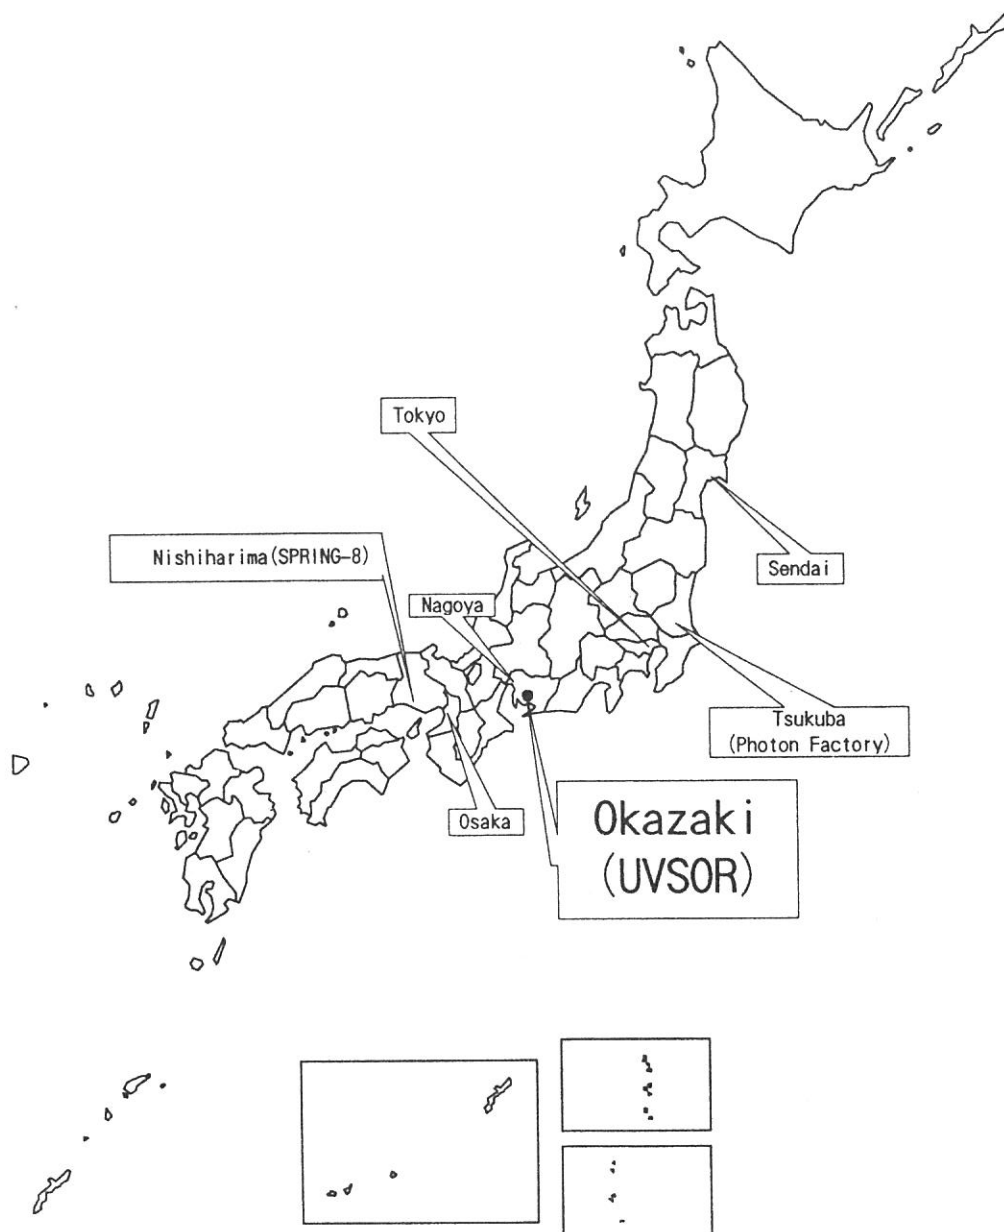 Tokyo
Nishiharima(SPRING-8)
Sendai
Nagoya
Tsukuba
(Photon Factory)
Osaka
Okazaki
(UVSOR)